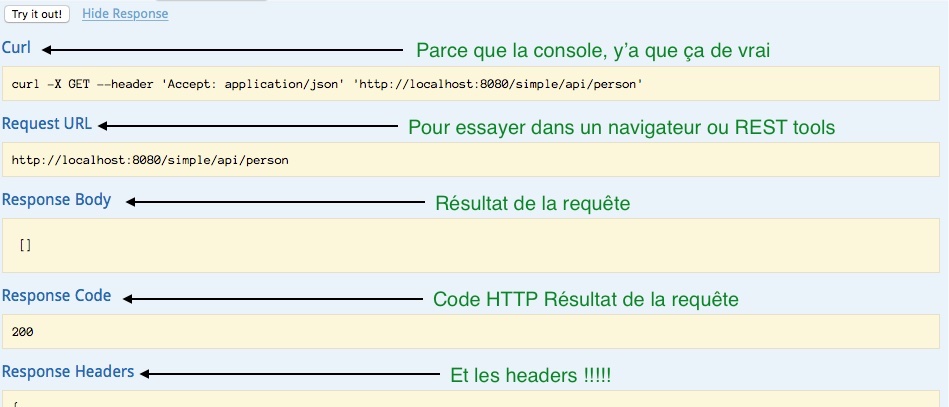 Try it out! Hide Response
Curl Parce que la console, y'a que ça de vrai
curl -X GET --header 'Accept: application/json' 'http://localhost:8080/simple/api/person'
Request URL Pour essayer dans un navigateur ou REST tools
http://localhost:8080/simple/api/person
Response Body Résultat de la requête
[]
Response Code Code HTTP Résultat de la requête
200
Response Headers Et les headers !!!!!
{